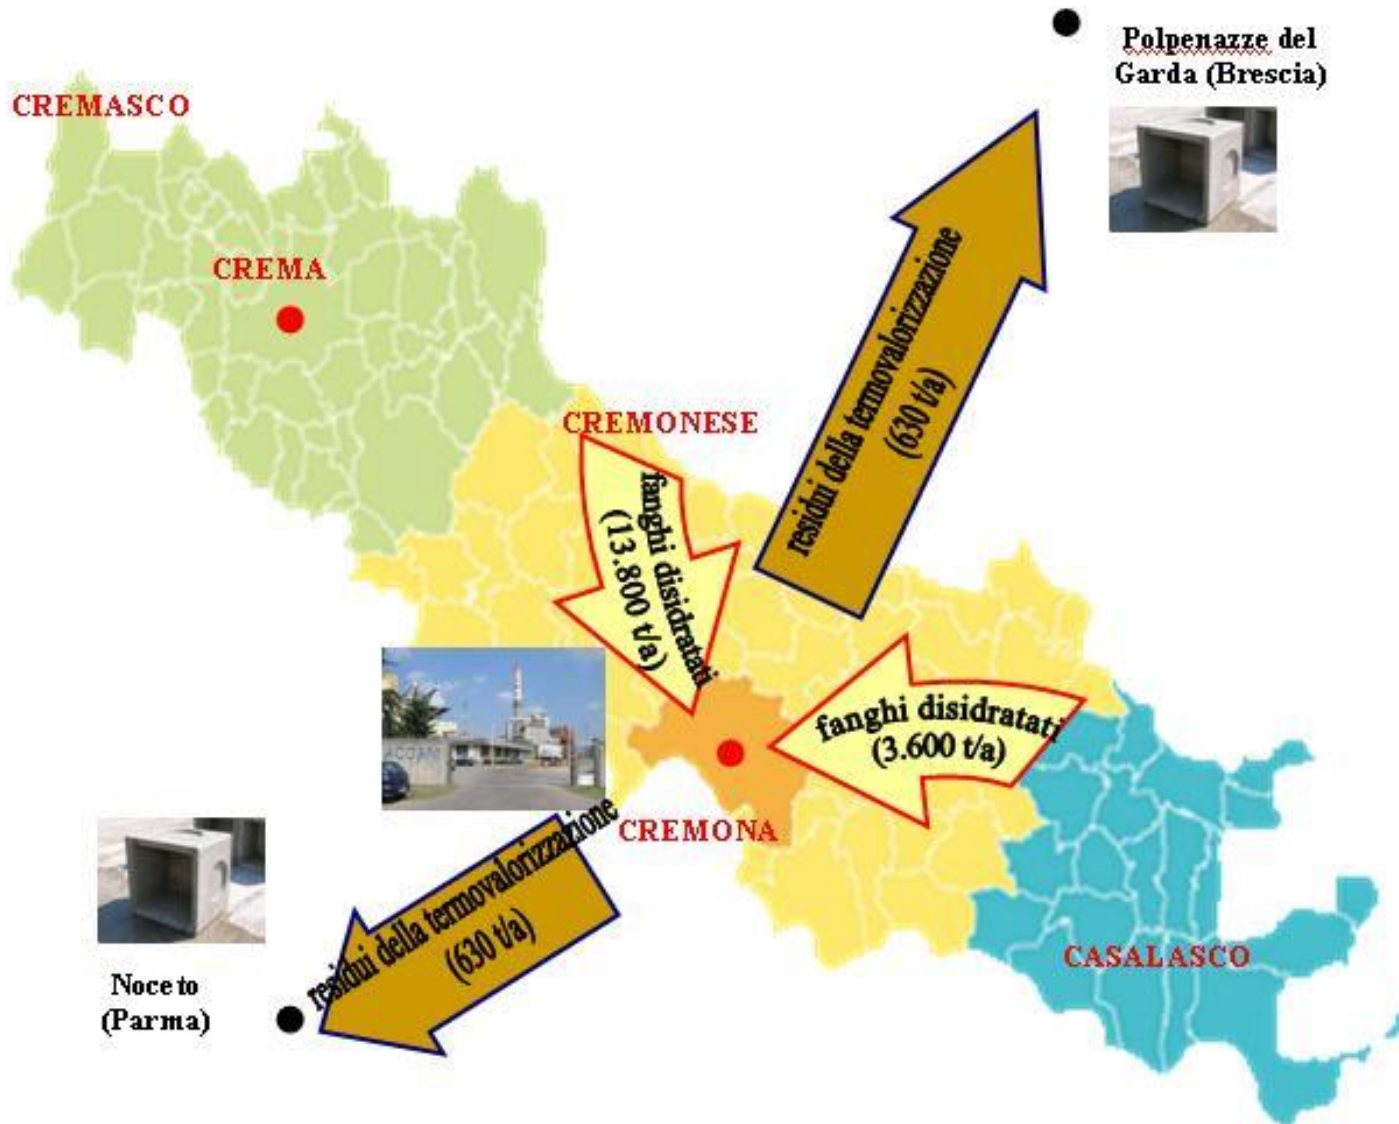 Polpenazze del
Garda (Brescia)
CREMASCO
CREMA
CREMONESE
residui della termovalorizzazione
(630 t/a)
fanghi disidratati
(13.800 t/a)
fanghi disidratati
(3.600 t/a)
CREMONA
residui della termovalorizzazione
(630 t/a)
CASALASCO
Noceto
(Parma)